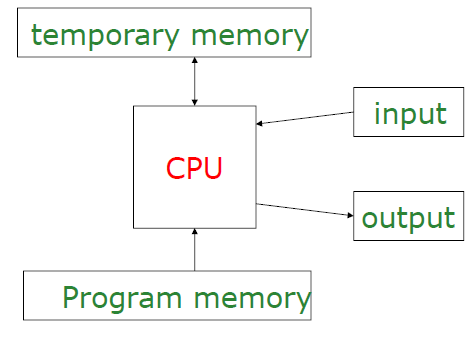 temporary memory
input
CPU
output
Program memory